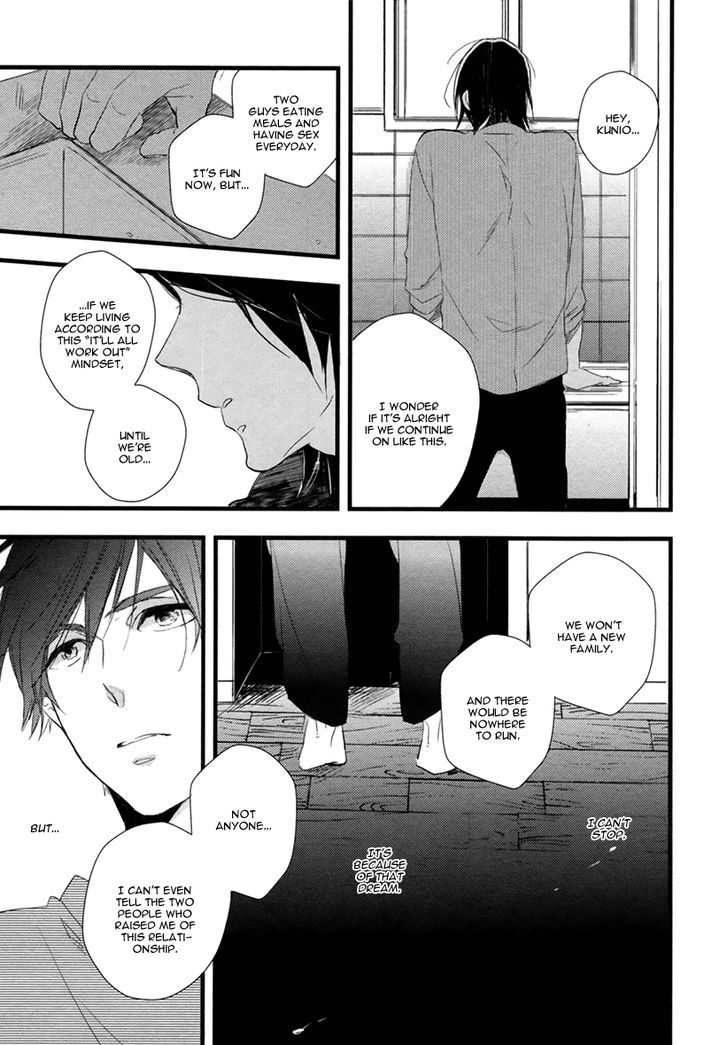 HEY,
KUNIO...
I WONDER
IF IT'S ALRIGHT
IF WE CONTINUE
ON LIKE THIS.
TWO
GUYS EATING
MEALS AND
HAVING SEX
EVERYDAY.
IT'S FUN
NOW, BUT...
...IF WE
KEEP LIVING
ACCORDING TO
THIS "IT'LL ALL
WORK OUT"
MINDSET,
UNTIL
WE'RE
OLD...
WE WON'T
HAVE A NEW
FAMILY.
AND THERE
WOULD BE
NOWHERE
TO RUN.
I CAN'T
STOP.
IT'S
BECAUSE
OF THAT
DREAM.
NOT
ANYONE...
I CAN'T EVEN
TELL THE TWO
PEOPLE WHO
RAISED ME OF
THIS RELATI-
ONSHIP.
BUT...